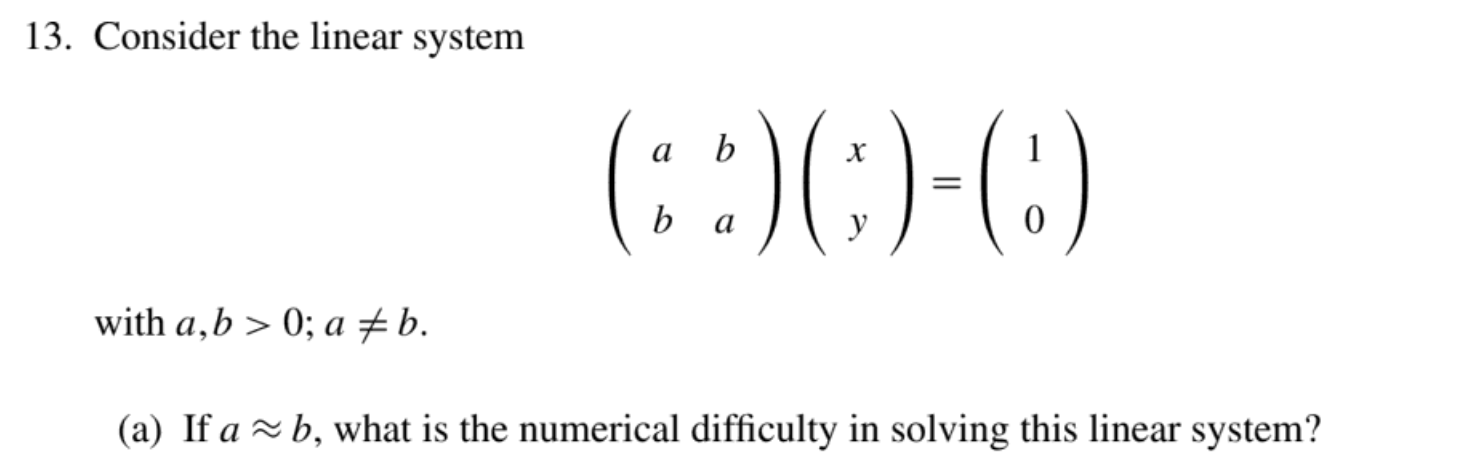 13. Consider the linear system
( a b ) ( x ) = ( 1 )
( b a ) ( y )   ( 0 )
with a,b > 0; a ≠ b.
(a) If a ≈ b, what is the numerical difficulty in solving this linear system?